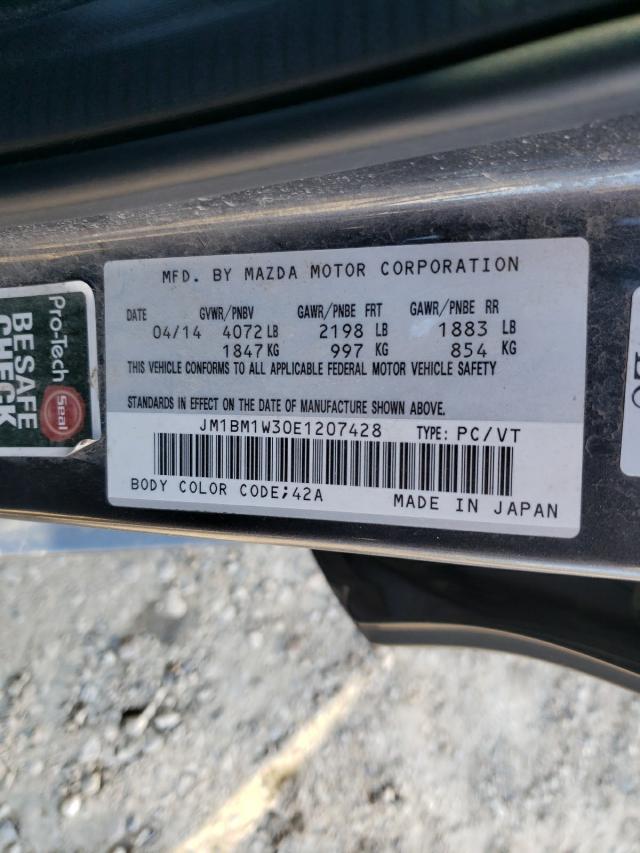 MFD. BY MAZDA MOTOR CORPORATION
DATE GVWR/PNBV GAWR/PNBE FRT GAWR/PNBE RR
04/14 4072 LB 2198 LB 1883 LB
1847 KG 997 KG 854 KG
THIS VEHICLE CONFORMS TO ALL APPLICABLE FEDERAL MOTOR VEHICLE SAFETY
STANDARDS IN EFFECT ON THE DATE OF MANUFACTURE SHOWN ABOVE.
JM1BM1W30E1207428 TYPE: PC/VT
BODY COLOR CODE;42A MADE IN JAPAN
Pro-Tech
Seal
BESAFE
CHECK